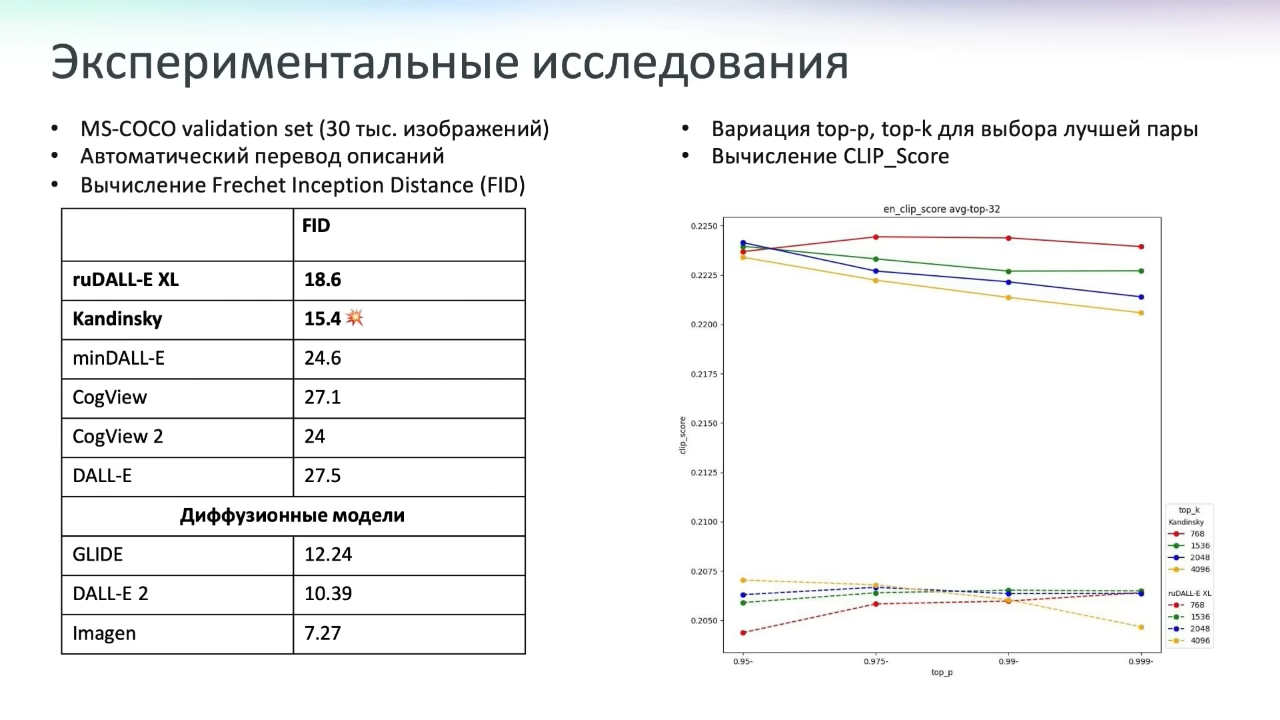 Экспериментальные исследования
• MS-COCO validation set (30 тыс. изображений)
• Автоматический перевод описаний
• Вычисление Frechet Inception Distance (FID)
FID
ruDALL-E XL 18.6
Kandinsky 15.4💥
minDALL-E 24.6
CogView 27.1
CogView 2 24
DALL-E 27.5
Диффузионные модели
GLIDE 12.24
DALL-E 2 10.39
Imagen 7.27
• Вариация top-p, top-k для выбора лучшей пары
• Вычисление CLIP_Score
en_clip_score avg-top-32
clip_score
0.2250
0.2225
0.2200
0.2175
0.2150
0.2125
0.2100
0.2075
0.2050
0.95- 0.975- 0.99- 0.999-
top_p
top_k
Kandinsky
768
1536
2048
4096
ruDALL-E XL
768
1536
2048
4096